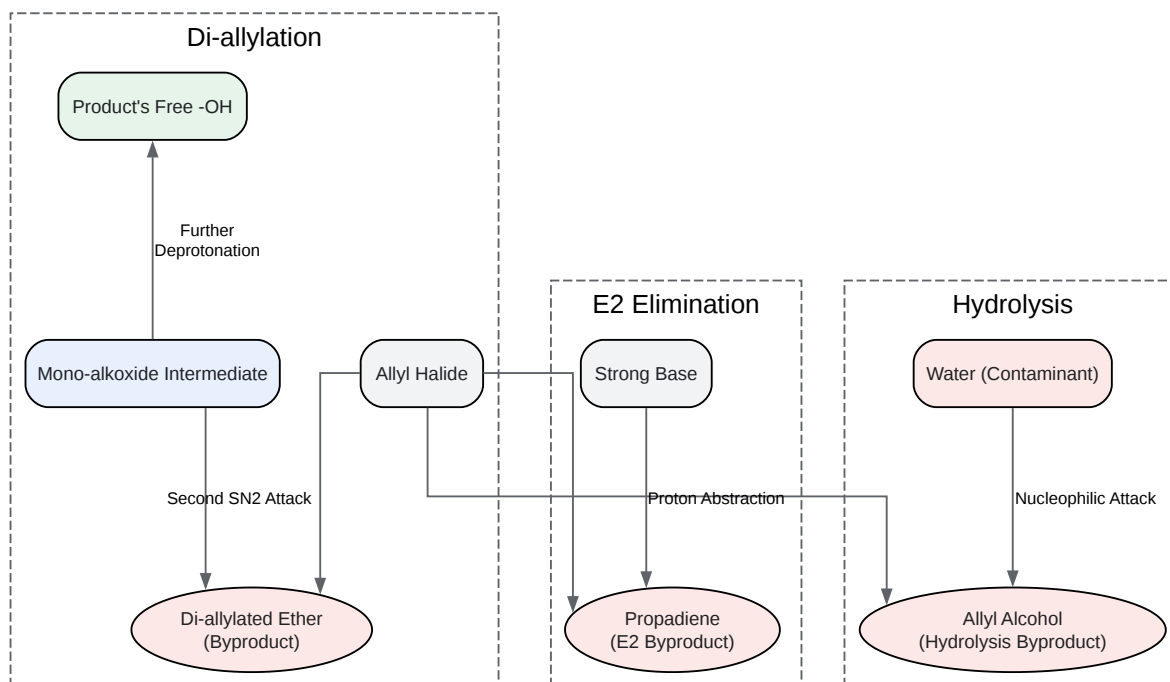 Di-allylation
Product's Free -OH
Further
Deprotonation
E2 Elimination
Hydrolysis
Mono-alkoxide Intermediate
Allyl Halide
Strong Base
Water (Contaminant)
Second SN2 Attack
Proton Abstraction
Nucleophilic Attack
Di-allylated Ether
(Byproduct)
Propadiene
(E2 Byproduct)
Allyl Alcohol
(Hydrolysis Byproduct)